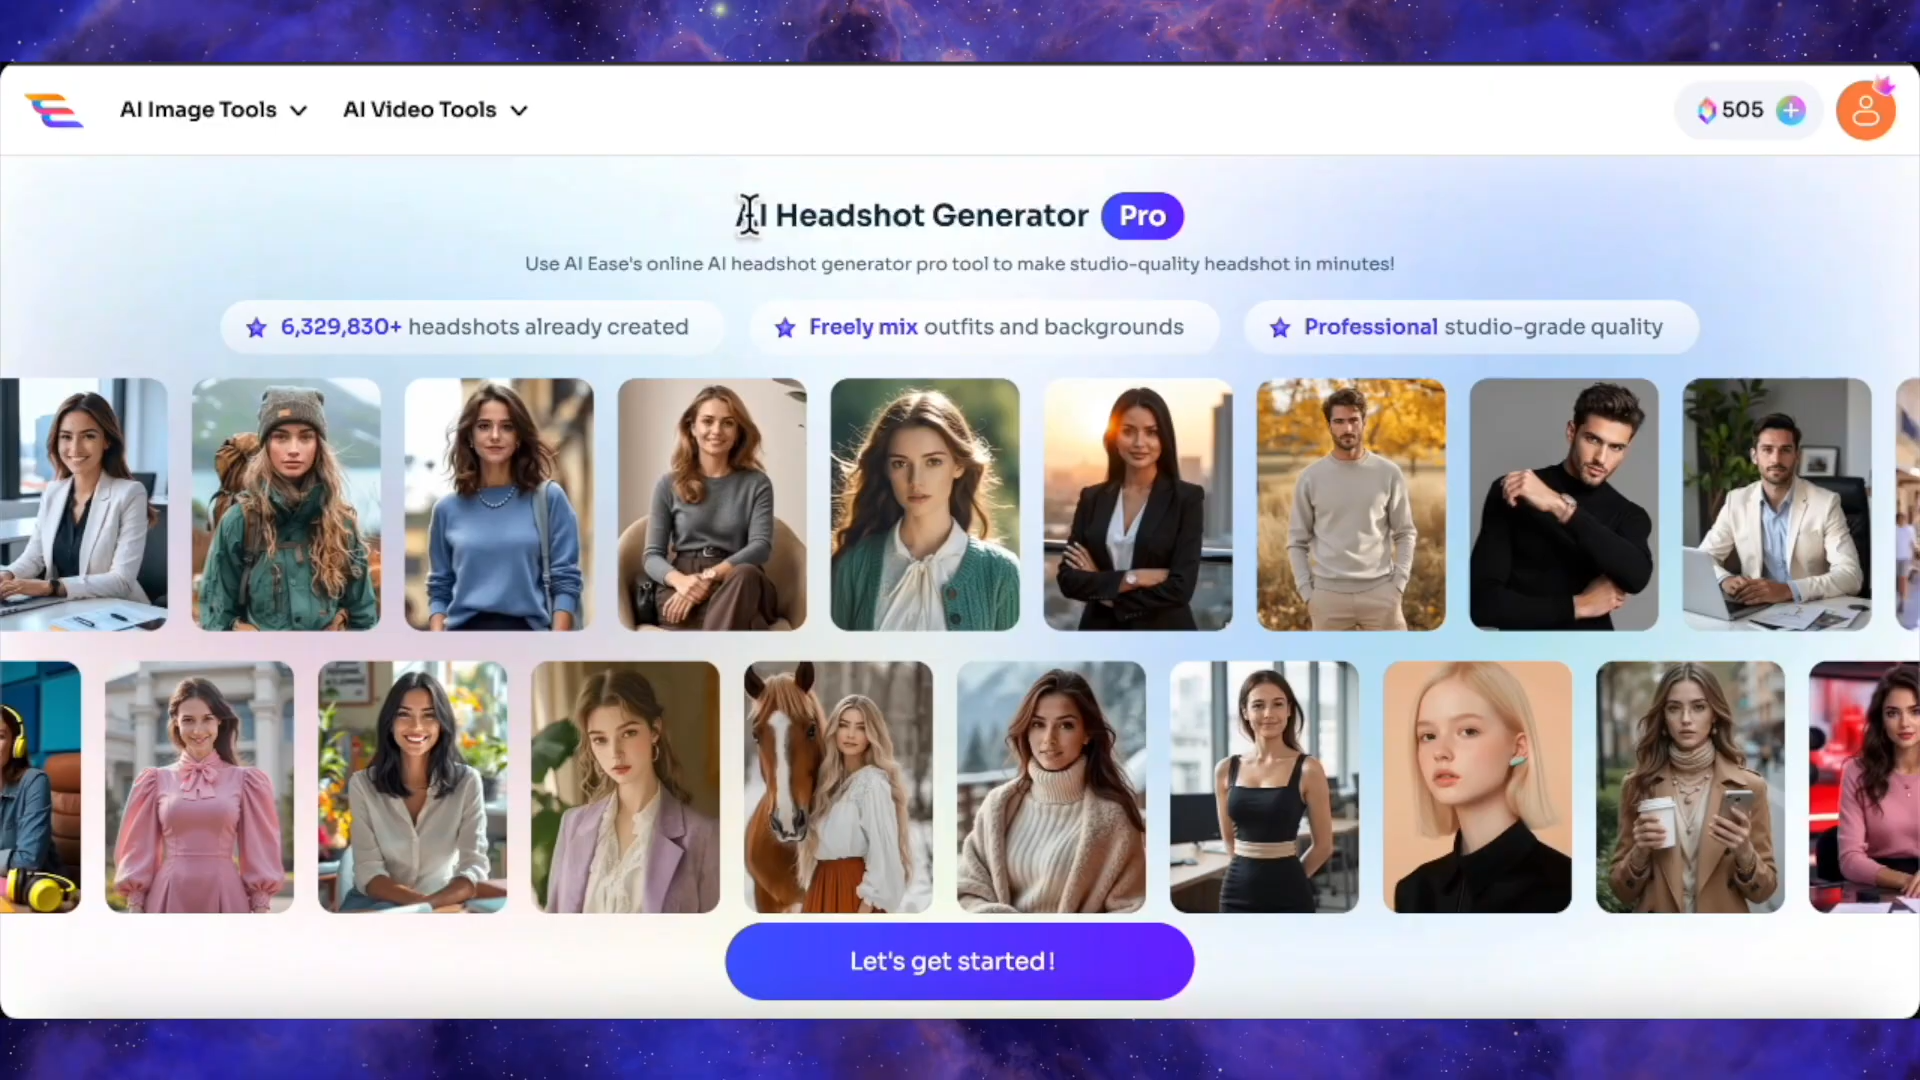 AI Image Tools
AI Video Tools
505
AI Headshot Generator Pro
Use AI Ease's online AI headshot generator pro tool to make studio-quality headshot in minutes!
6,329,830+ headshots already created
Freely mix outfits and backgrounds
Professional studio-grade quality
Let's get started!